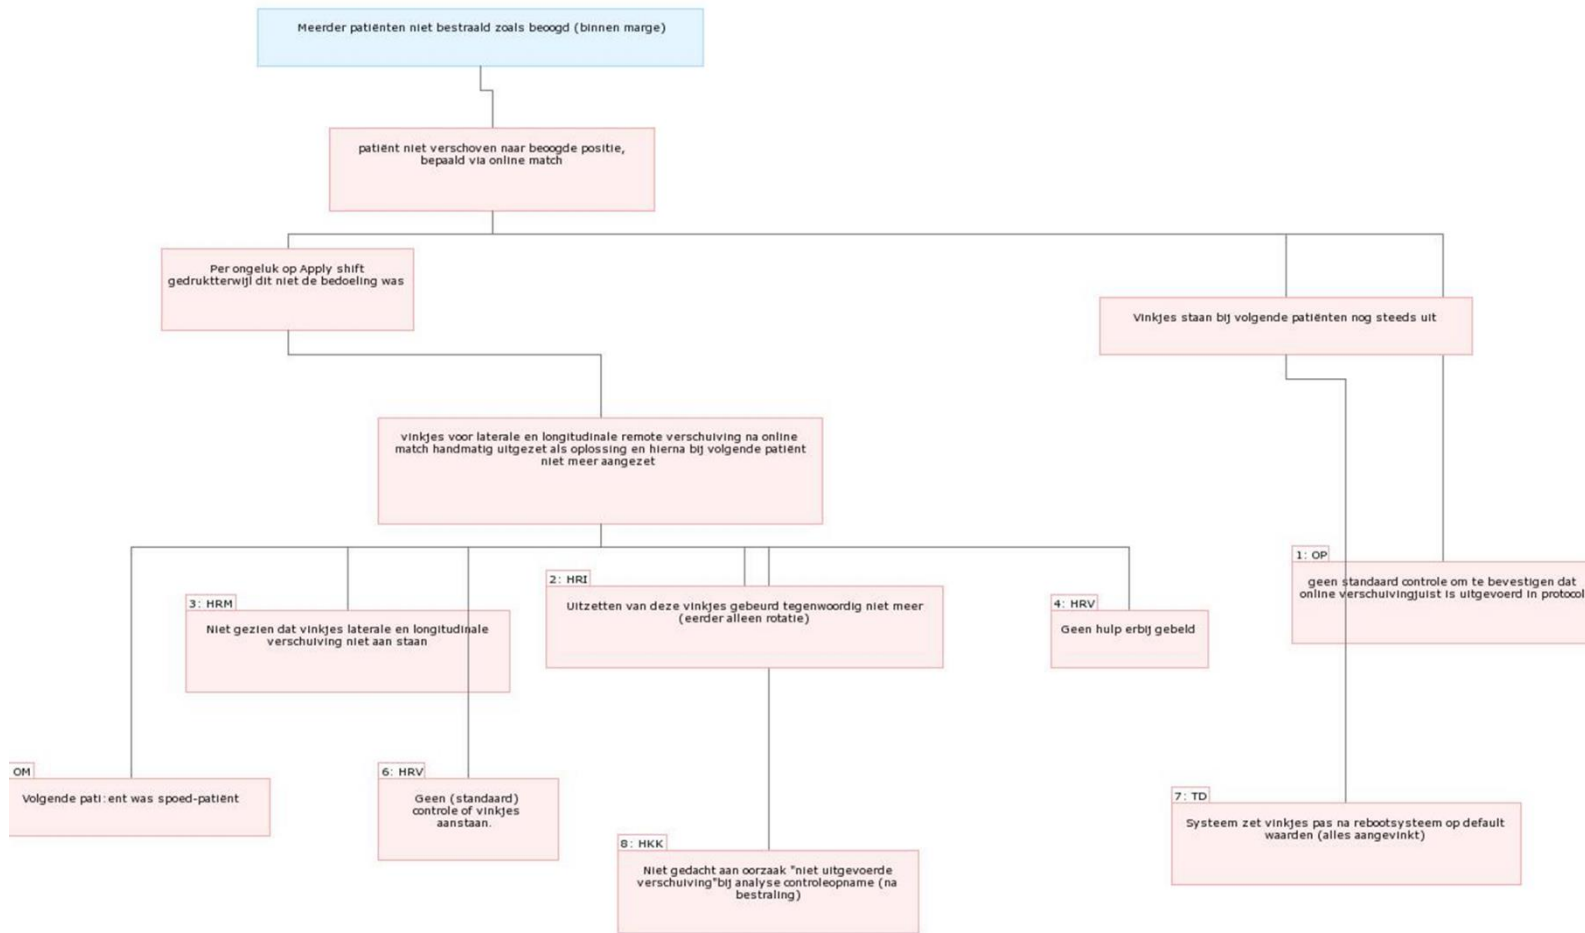 Meerder patiënten niet bestraald zoals beoogd (binnen marge)
patiënt niet verschoven naar beoogde positie,
bepaald via online match
Per ongeluk op Apply shift
gedruktterwijl dit niet de bedoeling was
Vinkjes staan bij volgende patiënten nog steeds uit
vinkjes voor laterale en longitudinale remote verschuiving na online
match handmatig uitgezet als oplossing en hierna bij volgende patiënt
niet meer aangezet
1: OP
geen standaard controle om te bevestigen dat
online verschuivingjuist is uitgevoerd in protocol
2: HRI
Uitzetten van deze vinkjes gebeurd tegenwoordig niet meer
(eerder alleen rotatie)
3: HRM
Niet gezien dat vinkjes laterale en longitudinale
verschuiving niet aan staan
4: HRV
Geen hulp erbij gebeld
OM
Volgende pati:ent was spoed-patiënt
6: HRV
Geen (standaard)
controle of vinkjes
aanstaan.
7: TD
Systeem zet vinkjes pas na rebootsysteem op default
waarden (alles aangevinkt)
8: HKK
Niet gedacht aan oorzaak "niet uitgevoerde
verschuiving"bij analyse controleopname (na
bestraling)